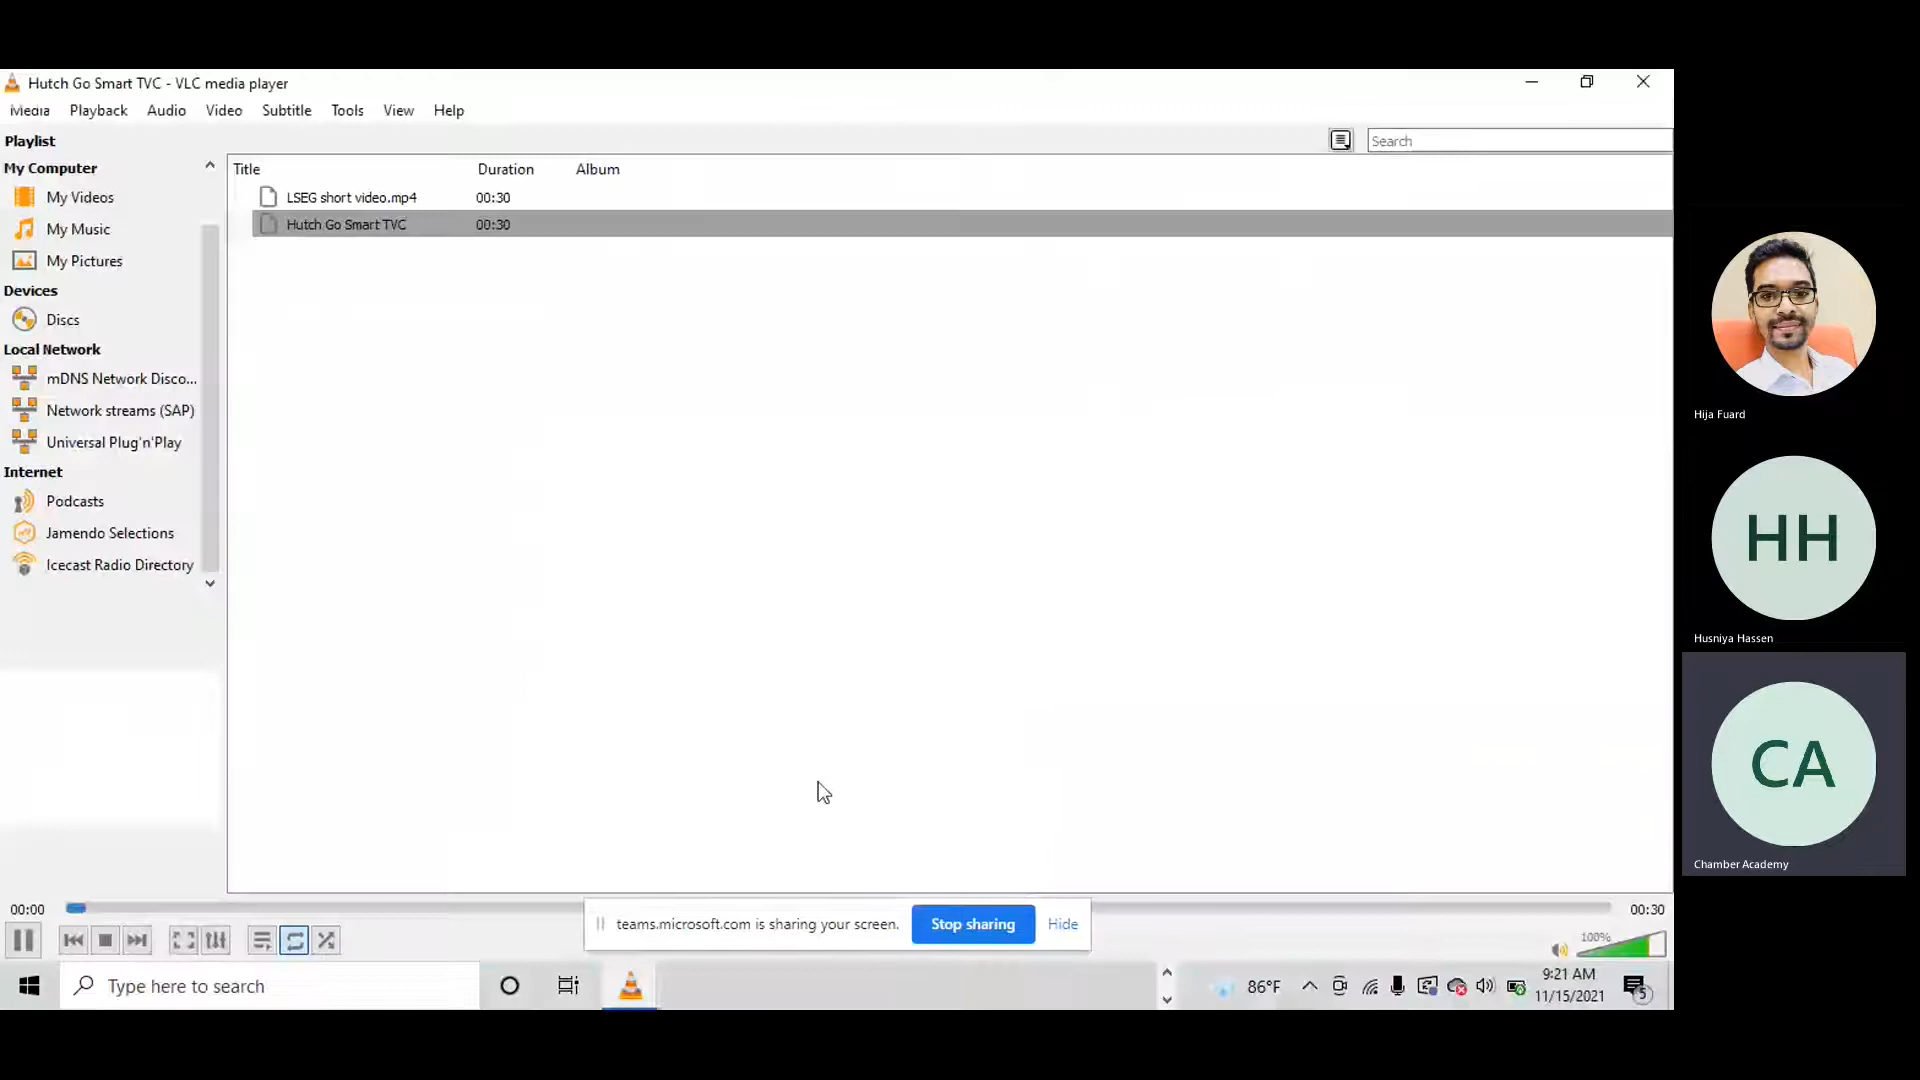 Hutch Go Smart TVC - VLC media player
Media Playback Audio Video Subtitle Tools View Help
Playlist
Search
My Computer
My Videos
My Music
My Pictures
Devices
Discs
Local Network
mDNS Network Disco...
Network streams (SAP)
Universal Plug'n'Play
Internet
Podcasts
Jamendo Selections
Icecast Radio Directory
Title Duration Album
LSEG short video.mp4 00:30
Hutch Go Smart TVC 00:30
00:00
00:30
teams.microsoft.com is sharing your screen. Stop sharing Hide
100%
Type here to search
86°F
9:21 AM
11/15/2021
5
Hija Fuard
HH
Husniya Hassen
CA
Chamber Academy